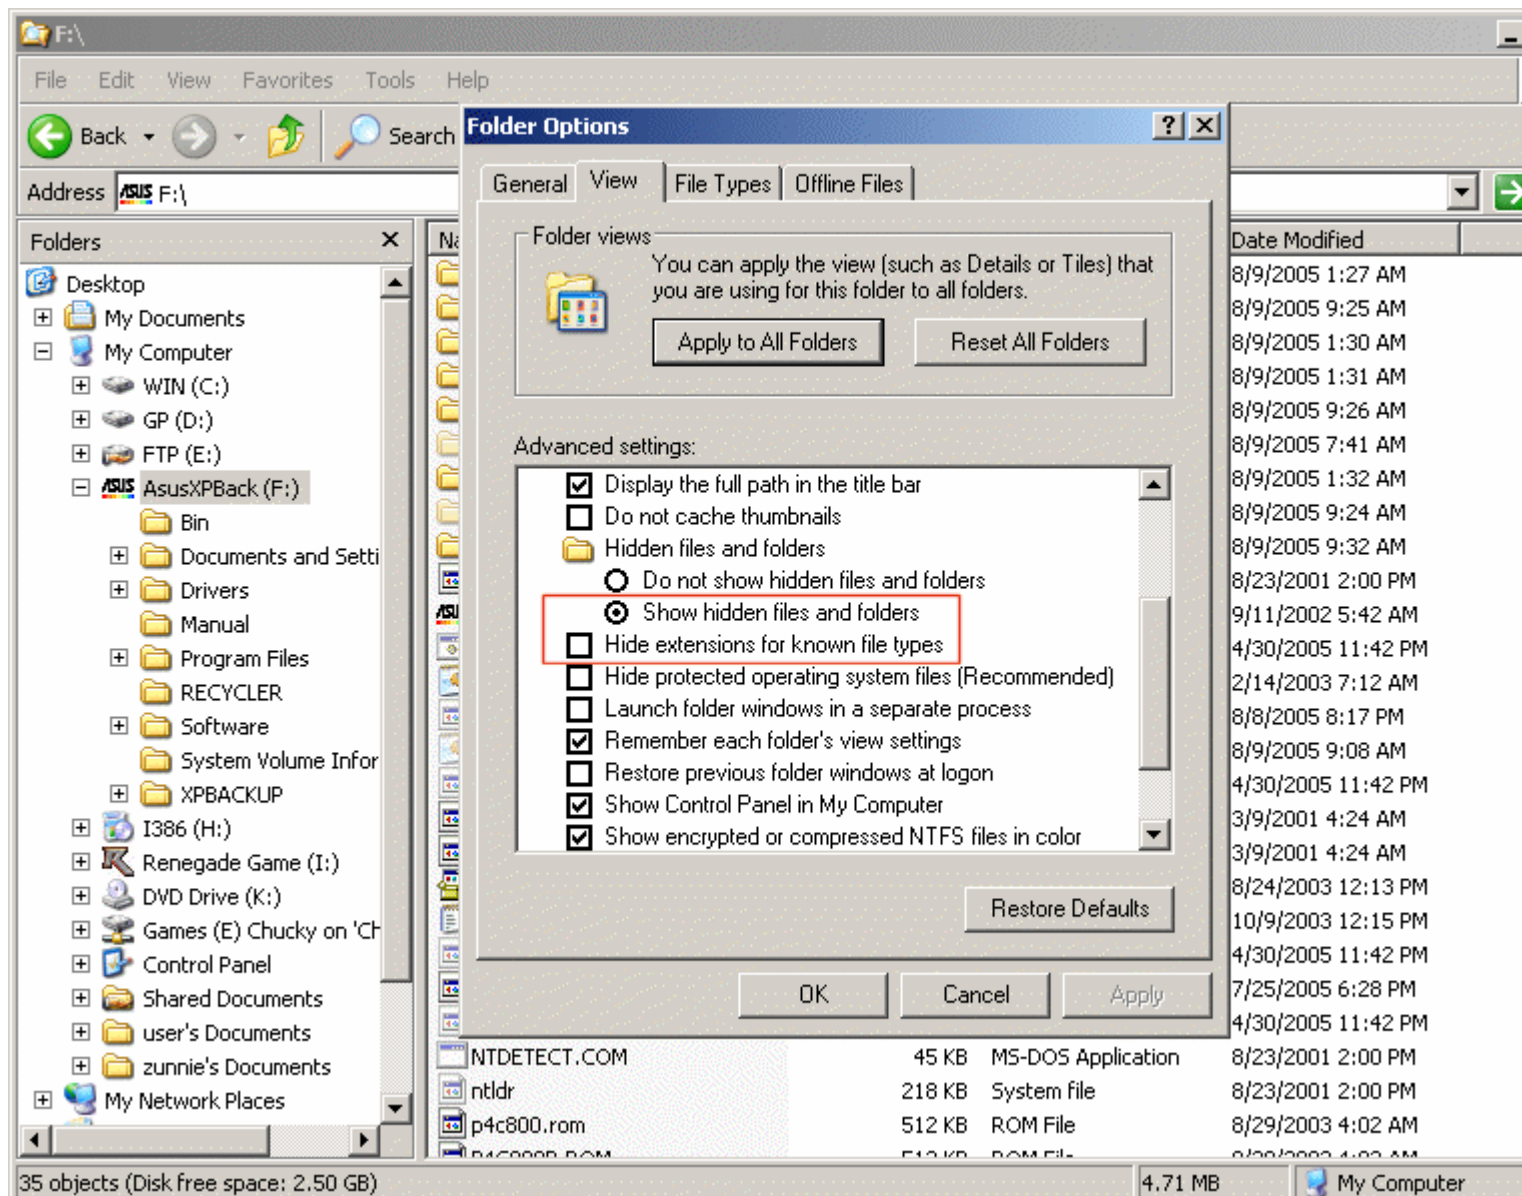 F:\
File Edit View Favorites Tools Help
Back Search
Address ASUS F:\
Folders
Desktop
My Documents
My Computer
WIN (C:)
GP (D:)
FTP (E:)
ASUS AsusXPBack (F:)
Bin
Documents and Setti
Drivers
Manual
Program Files
RECYCLER
Software
System Volume Infor
XPBACKUP
I386 (H:)
Renegade Game (I:)
DVD Drive (K:)
Games (E) Chucky on 'Ch
Control Panel
Shared Documents
user's Documents
zunnie's Documents
My Network Places
Folder Options
General View File Types Offline Files
Folder views
You can apply the view (such as Details or Tiles) that
you are using for this folder to all folders.
Apply to All Folders Reset All Folders
Advanced settings:
Display the full path in the title bar
Do not cache thumbnails
Hidden files and folders
Do not show hidden files and folders
Show hidden files and folders
Hide extensions for known file types
Hide protected operating system files (Recommended)
Launch folder windows in a separate process
Remember each folder's view settings
Restore previous folder windows at logon
Show Control Panel in My Computer
Show encrypted or compressed NTFS files in color
Restore Defaults
OK Cancel Apply
Date Modified
8/9/2005 1:27 AM
8/9/2005 9:25 AM
8/9/2005 1:30 AM
8/9/2005 1:31 AM
8/9/2005 9:26 AM
8/9/2005 7:41 AM
8/9/2005 1:32 AM
8/9/2005 9:24 AM
8/9/2005 9:32 AM
8/23/2001 2:00 PM
9/11/2002 5:42 AM
4/30/2005 11:42 PM
2/14/2003 7:12 AM
8/8/2005 8:17 PM
8/9/2005 9:08 AM
4/30/2005 11:42 PM
3/9/2001 4:24 AM
3/9/2001 4:24 AM
8/24/2003 12:13 PM
10/9/2003 12:15 PM
4/30/2005 11:42 PM
7/25/2005 6:28 PM
4/30/2005 11:42 PM
NTDETECT.COM 45 KB MS-DOS Application 8/23/2001 2:00 PM
ntldr 218 KB System file 8/23/2001 2:00 PM
p4c800.rom 512 KB ROM File 8/29/2003 4:02 AM
35 objects (Disk free space: 2.50 GB) 4.71 MB My Computer